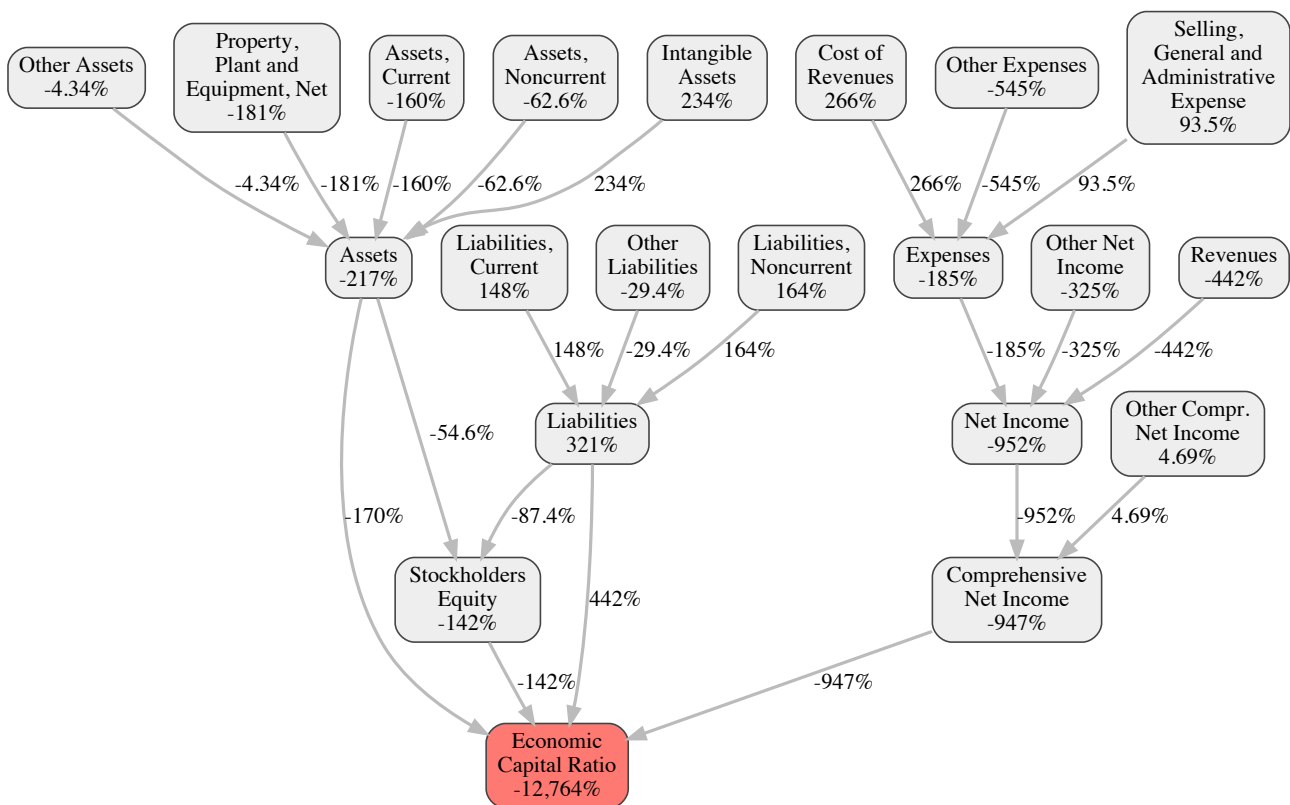 Other Assets
-4.34%
Property,
Plant and
Equipment, Net
-181%
Assets,
Current
-160%
Assets,
Noncurrent
-62.6%
Intangible
Assets
234%
Cost of
Revenues
266%
Other Expenses
-545%
Selling,
General and
Administrative
Expense
93.5%
-4.34%
-181%
-160%
-62.6%
234%
266%
-545%
93.5%
Assets
-217%
Liabilities,
Current
148%
Other
Liabilities
-29.4%
Liabilities,
Noncurrent
164%
Expenses
-185%
Other Net
Income
-325%
Revenues
-442%
148%
-29.4%
164%
-185%
-325%
-442%
-54.6%
Liabilities
321%
Net Income
-952%
Other Compr.
Net Income
4.69%
-170%
-87.4%
-952%
4.69%
Stockholders
Equity
-142%
442%
Comprehensive
Net Income
-947%
-142%
-947%
Economic
Capital Ratio
-12,764%